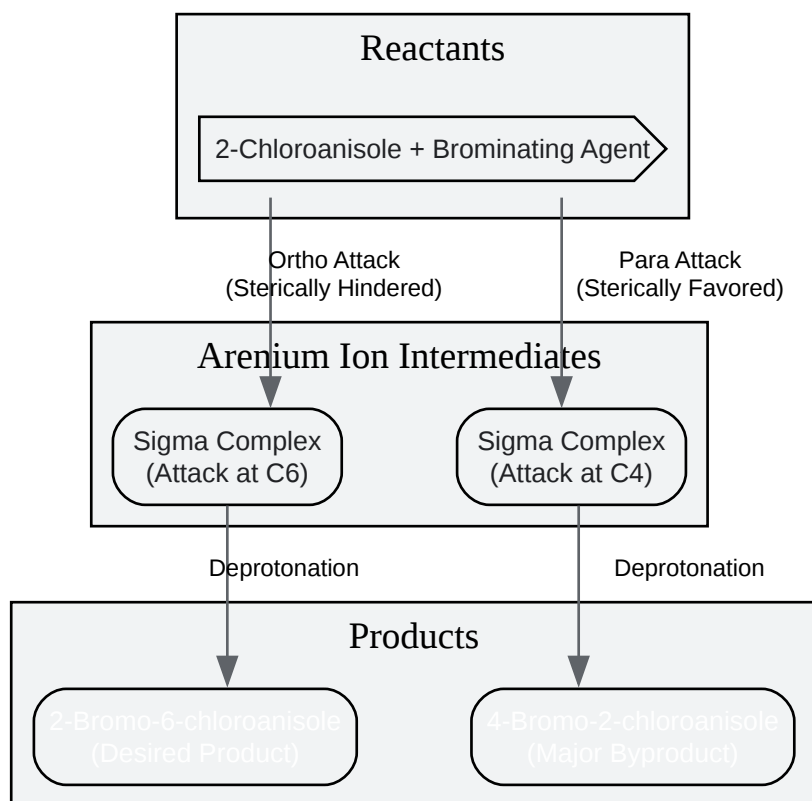 Reactants
2-Chloroanisole + Brominating Agent
Ortho Attack
(Sterically Hindered)
Para Attack
(Sterically Favored)
Arenium Ion Intermediates
Sigma Complex
(Attack at C6)
Sigma Complex
(Attack at C4)
Deprotonation
Deprotonation
Products
2-Bromo-6-chloroanisole
(Desired Product)
4-Bromo-2-chloroanisole
(Major Byproduct)